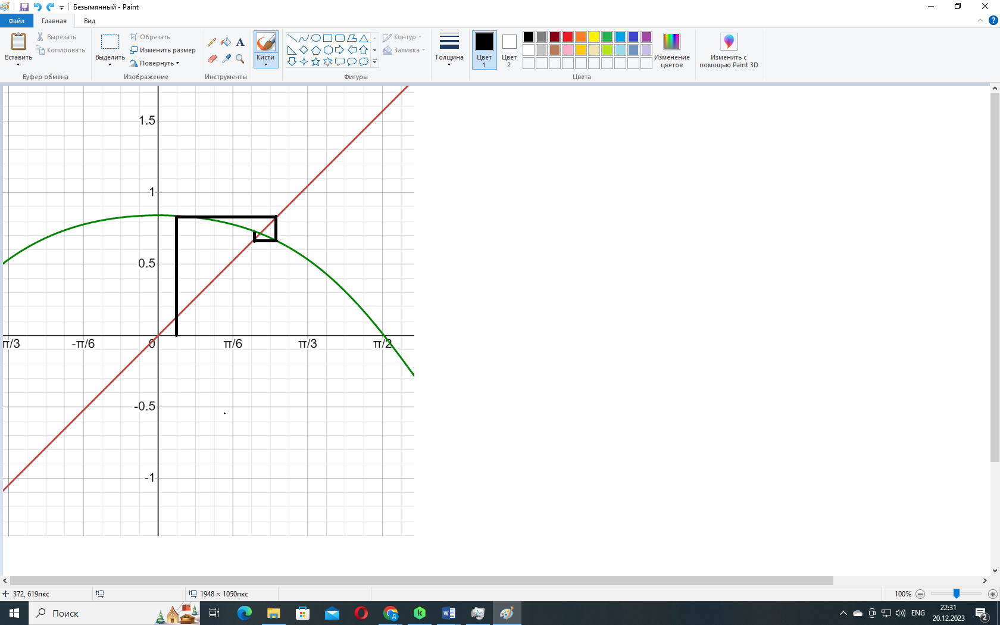 Безымянный - Paint
Файл Главная Вид
Вставить
Вырезать
Копировать
Буфер обмена
Выделить
Обрезать
Изменить размер
Повернуть
Изображение
A
Инструменты
Кисти
Контур
Заливка
Фигуры
Толщина
Цвет
1
Цвет
2
Изменение
цветов
Цвета
Изменить с
помощью Paint 3D
1.5
1
0.5
π/3 -π/6 0 π/6 π/3 π/2
-0.5
-1
372, 619пкс 1948 × 1050пкс 100%
Поиск ENG 22:31
20.12.2023
2